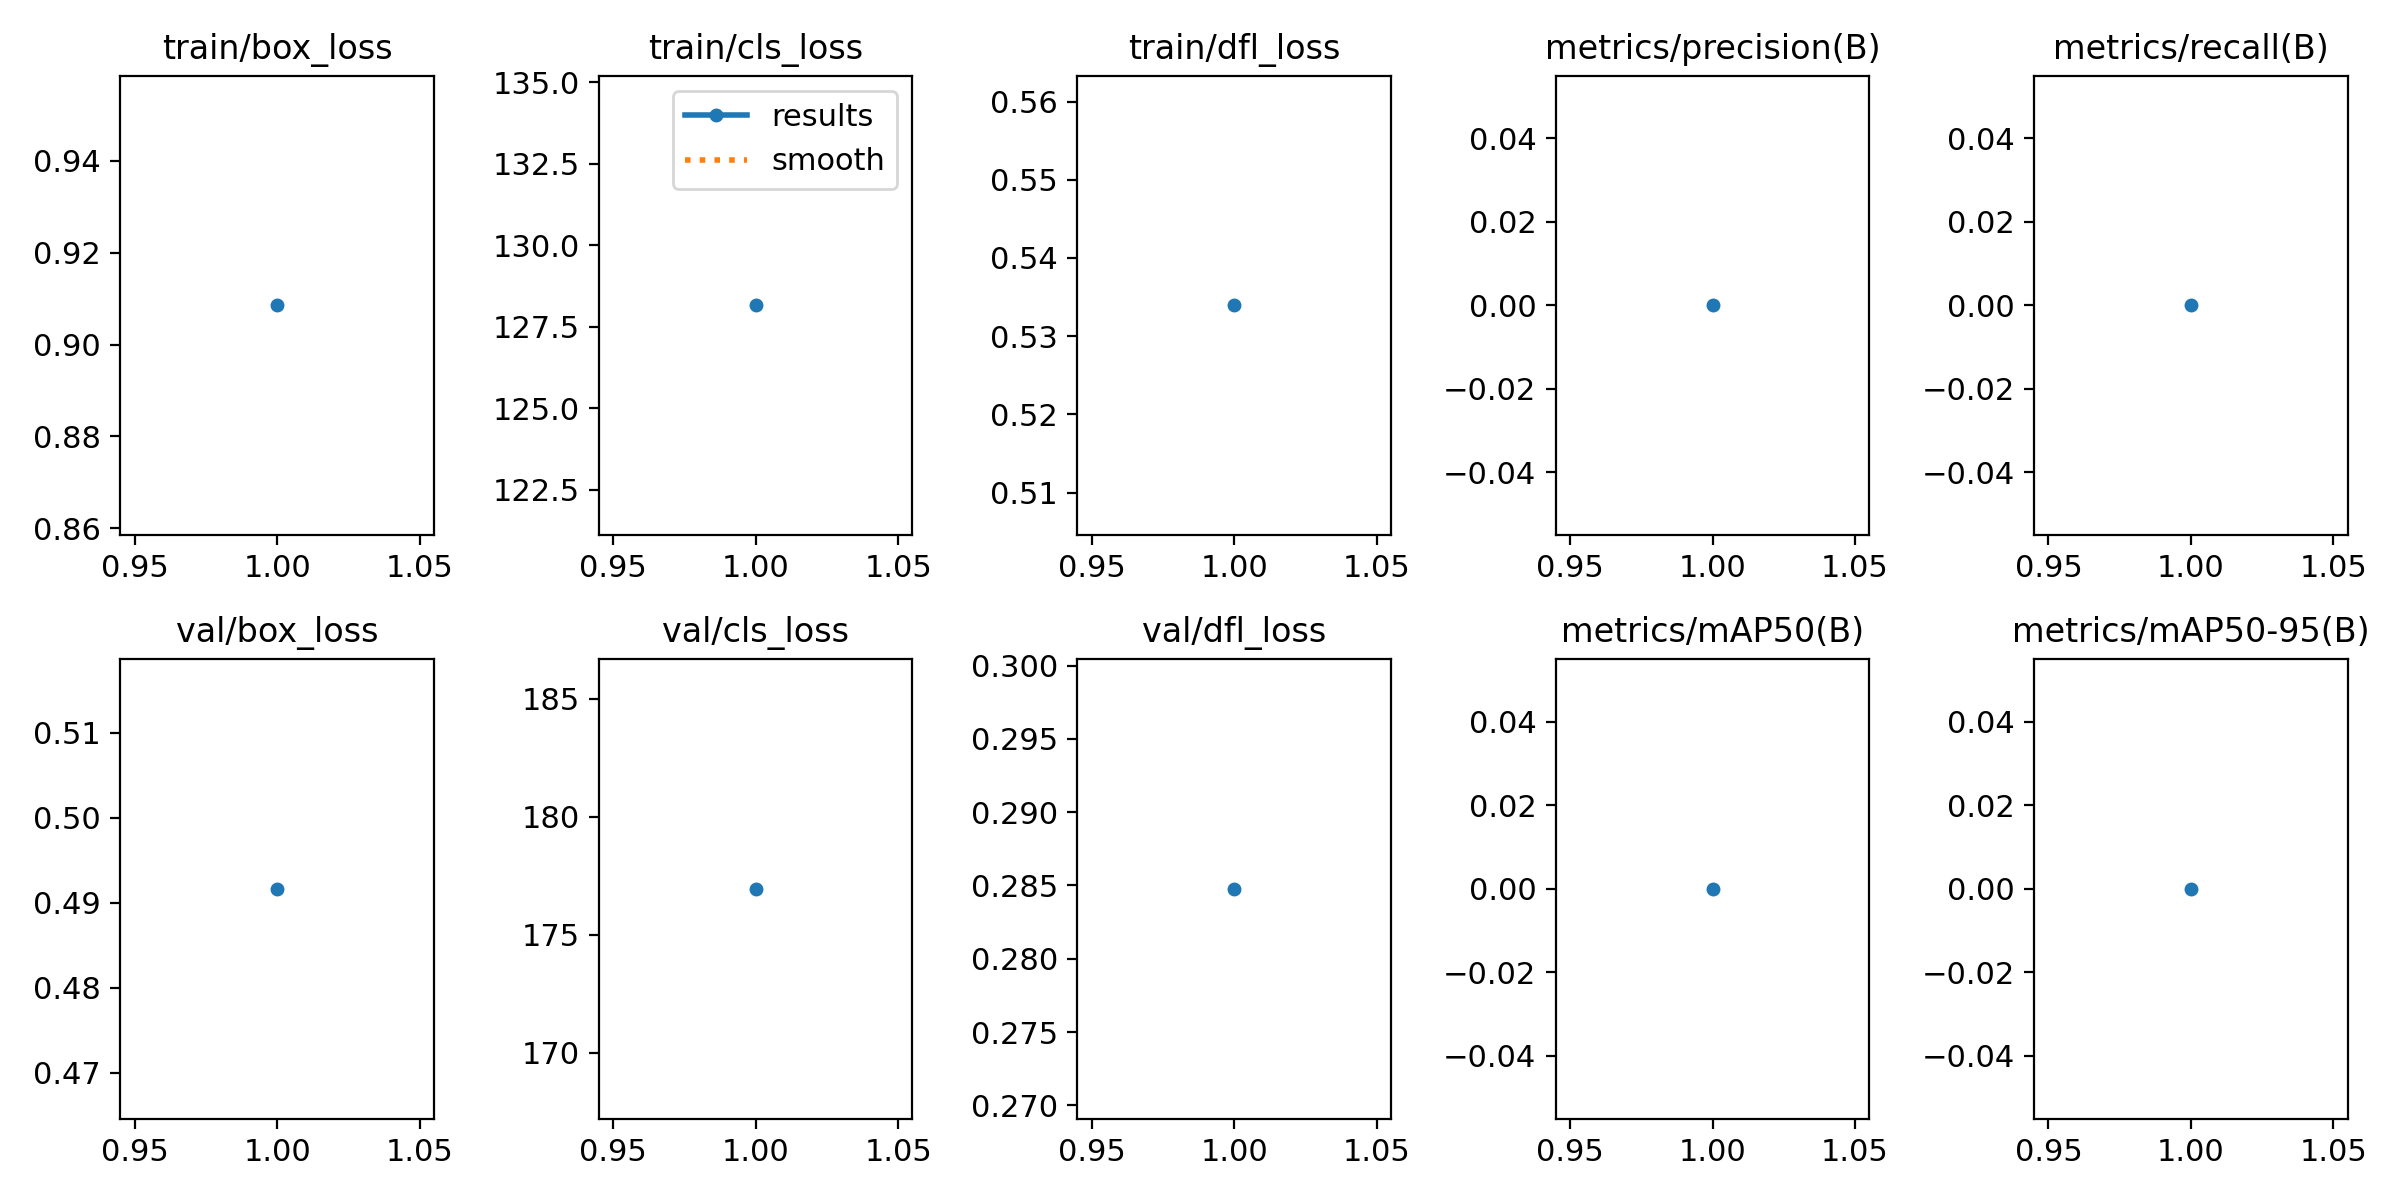 train/box_loss
0.94
0.92
0.90
0.88
0.86
0.95 1.00 1.05
train/cls_loss
135.0
132.5
130.0
127.5
125.0
122.5
results
smooth
0.95 1.00 1.05
train/dfl_loss
0.56
0.55
0.54
0.53
0.52
0.51
0.95 1.00 1.05
metrics/precision(B)
0.04
0.02
0.00
−0.02
−0.04
0.95 1.00 1.05
metrics/recall(B)
0.04
0.02
0.00
−0.02
−0.04
0.95 1.00 1.05
val/box_loss
0.51
0.50
0.49
0.48
0.47
0.95 1.00 1.05
val/cls_loss
185
180
175
170
0.95 1.00 1.05
val/dfl_loss
0.300
0.295
0.290
0.285
0.280
0.275
0.270
0.95 1.00 1.05
metrics/mAP50(B)
0.04
0.02
0.00
−0.02
−0.04
0.95 1.00 1.05
metrics/mAP50-95(B)
0.04
0.02
0.00
−0.02
−0.04
0.95 1.00 1.05